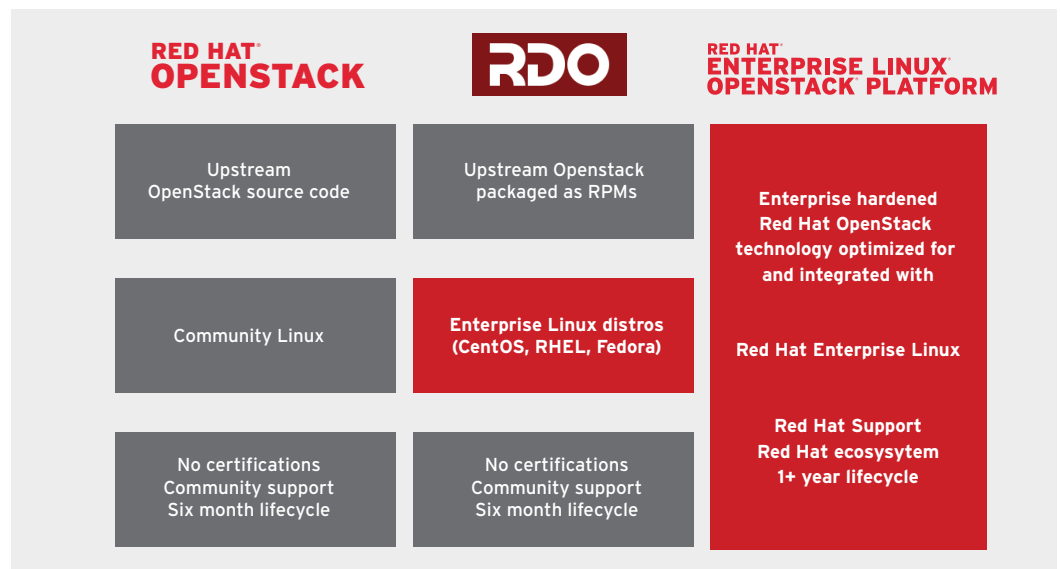 RED HAT®
OPENSTACK
Upstream
OpenStack source code
Community Linux
No certifications
Community support
Six month lifecycle
RDO
Upstream Openstack
packaged as RPMs
Enterprise Linux distros
(CentOS, RHEL, Fedora)
No certifications
Community support
Six month lifecycle
RED HAT®
ENTERPRISE LINUX®
OPENSTACK® PLATFORM
Enterprise hardened
Red Hat OpenStack
technology optimized for
and integrated with
Red Hat Enterprise Linux
Red Hat Support
Red Hat ecosysytem
1+ year lifecycle